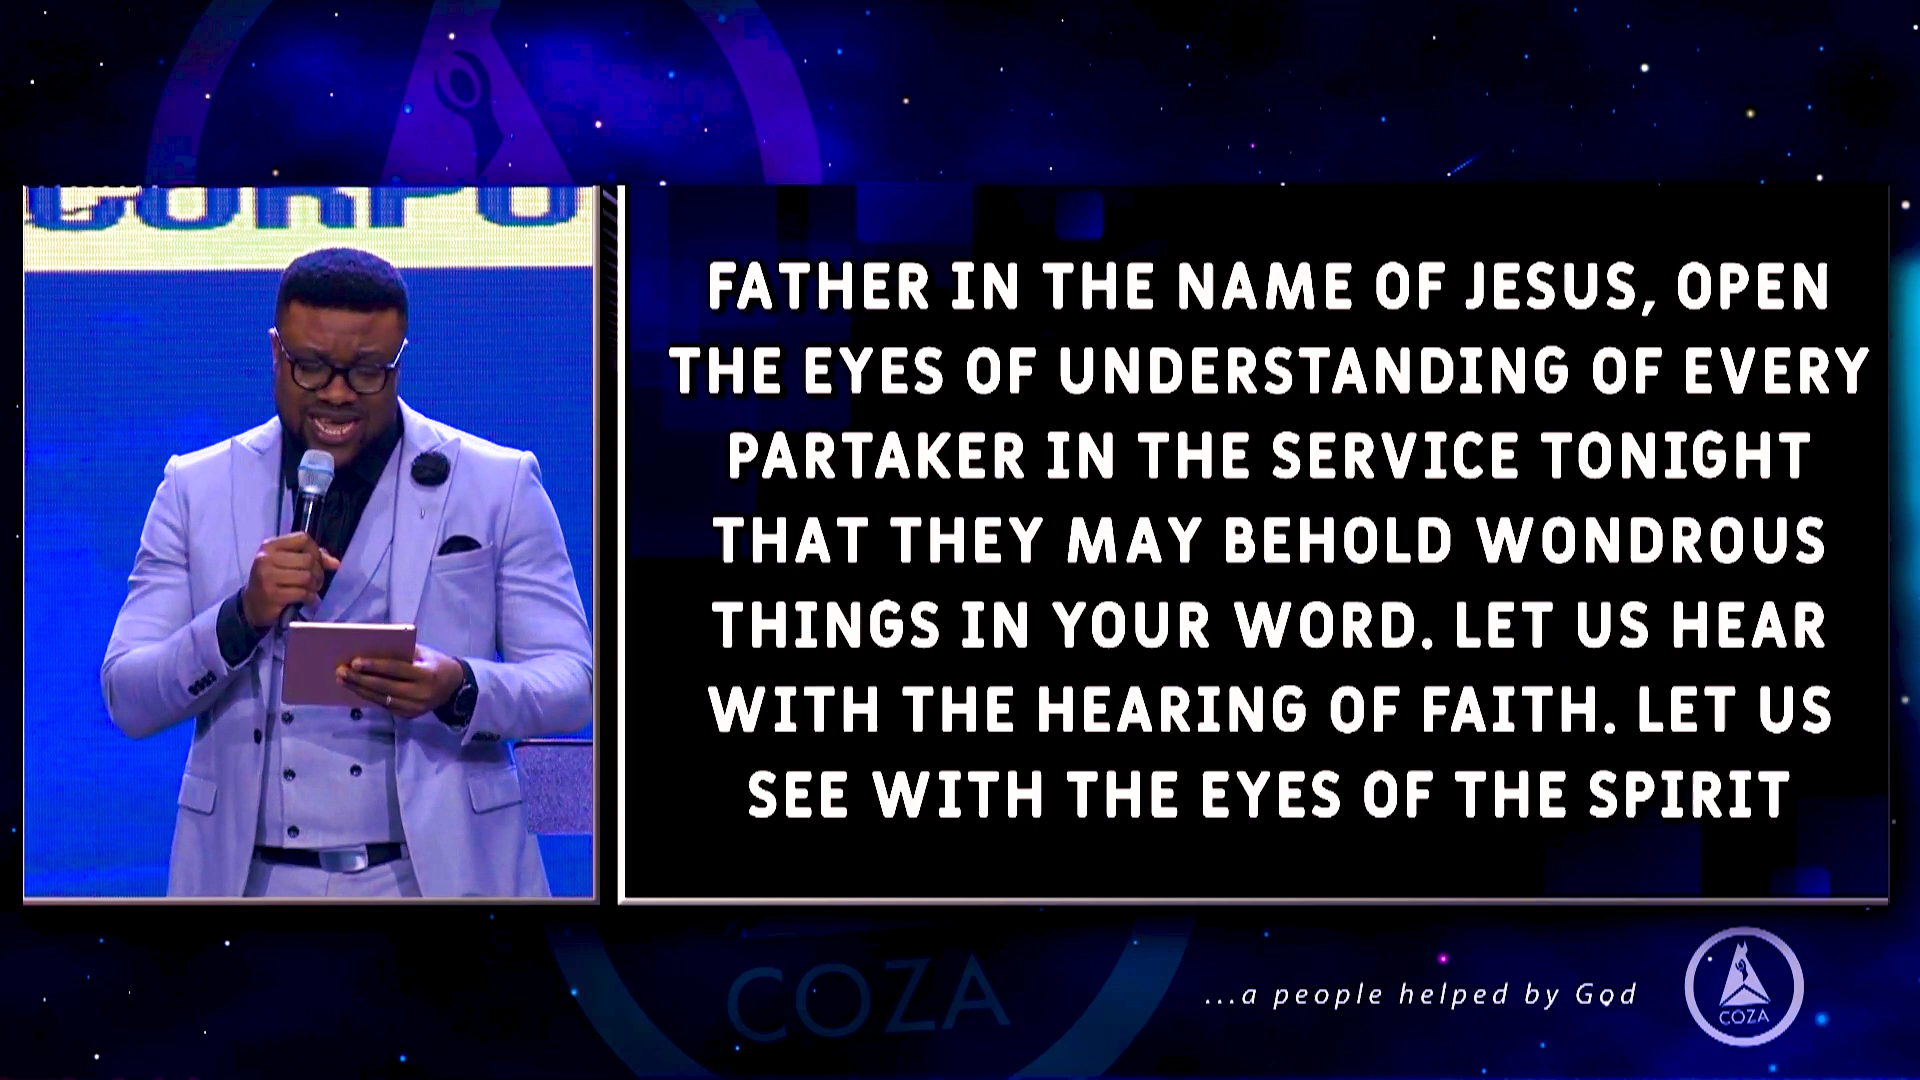 FATHER IN THE NAME OF JESUS, OPEN
THE EYES OF UNDERSTANDING OF EVERY
PARTAKER IN THE SERVICE TONIGHT
THAT THEY MAY BEHOLD WONDROUS
THINGS IN YOUR WORD. LET US HEAR
WITH THE HEARING OF FAITH. LET US
SEE WITH THE EYES OF THE SPIRIT
COZA
...a people helped by God
COZA